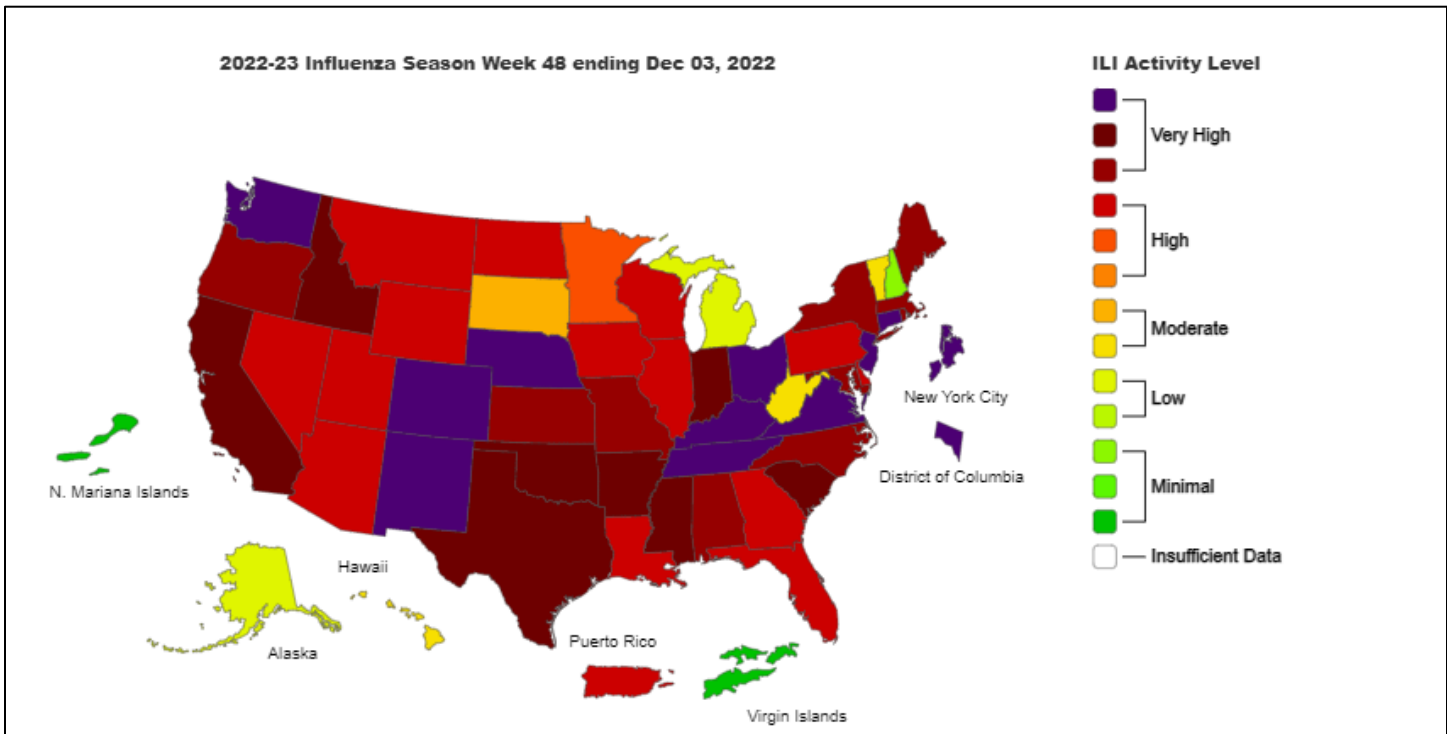 2022-23 Influenza Season Week 48 ending Dec 03, 2022
ILI Activity Level
Very High
High
Moderate
Low
Minimal
Insufficient Data
New York City
District of Columbia
N. Mariana Islands
Hawaii
Alaska
Puerto Rico
Virgin Islands